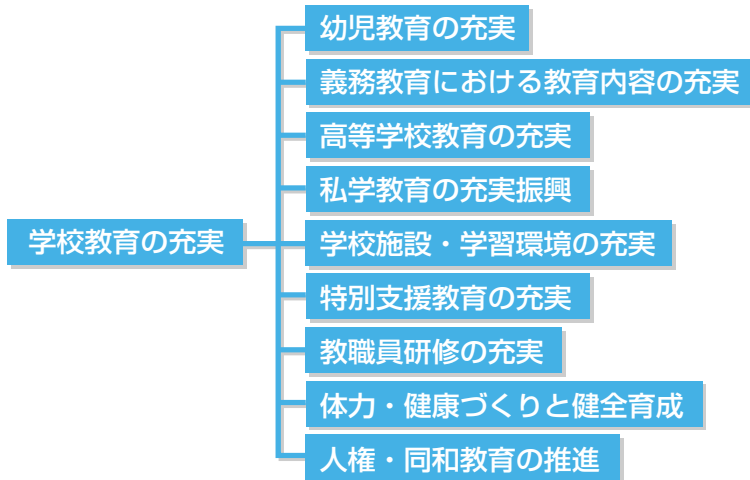 幼児教育の充実
義務教育における教育内容の充実
高等学校教育の充実
私学教育の充実振興
学校教育の充実
学校施設・学習環境の充実
特別支援教育の充実
教職員研修の充実
体力・健康づくりと健全育成
人権・同和教育の推進